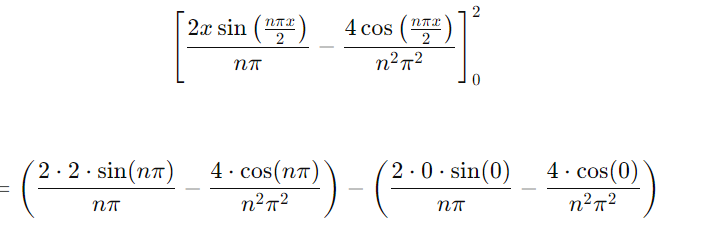 [ 2x sin (nπx/2) / nπ − 4 cos (nπx/2) / n²π² ]₀²
= ( 2 · 2 · sin(nπ) / nπ − 4 · cos(nπ) / n²π² ) − ( 2 · 0 · sin(0) / nπ − 4 · cos(0) / n²π² )